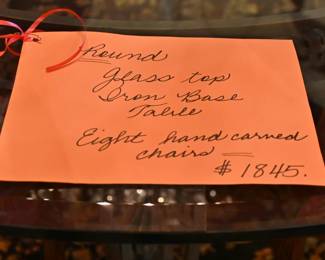 Round
Glass top
Iron Base
Table
Eight hand carved
chairs
$1845.